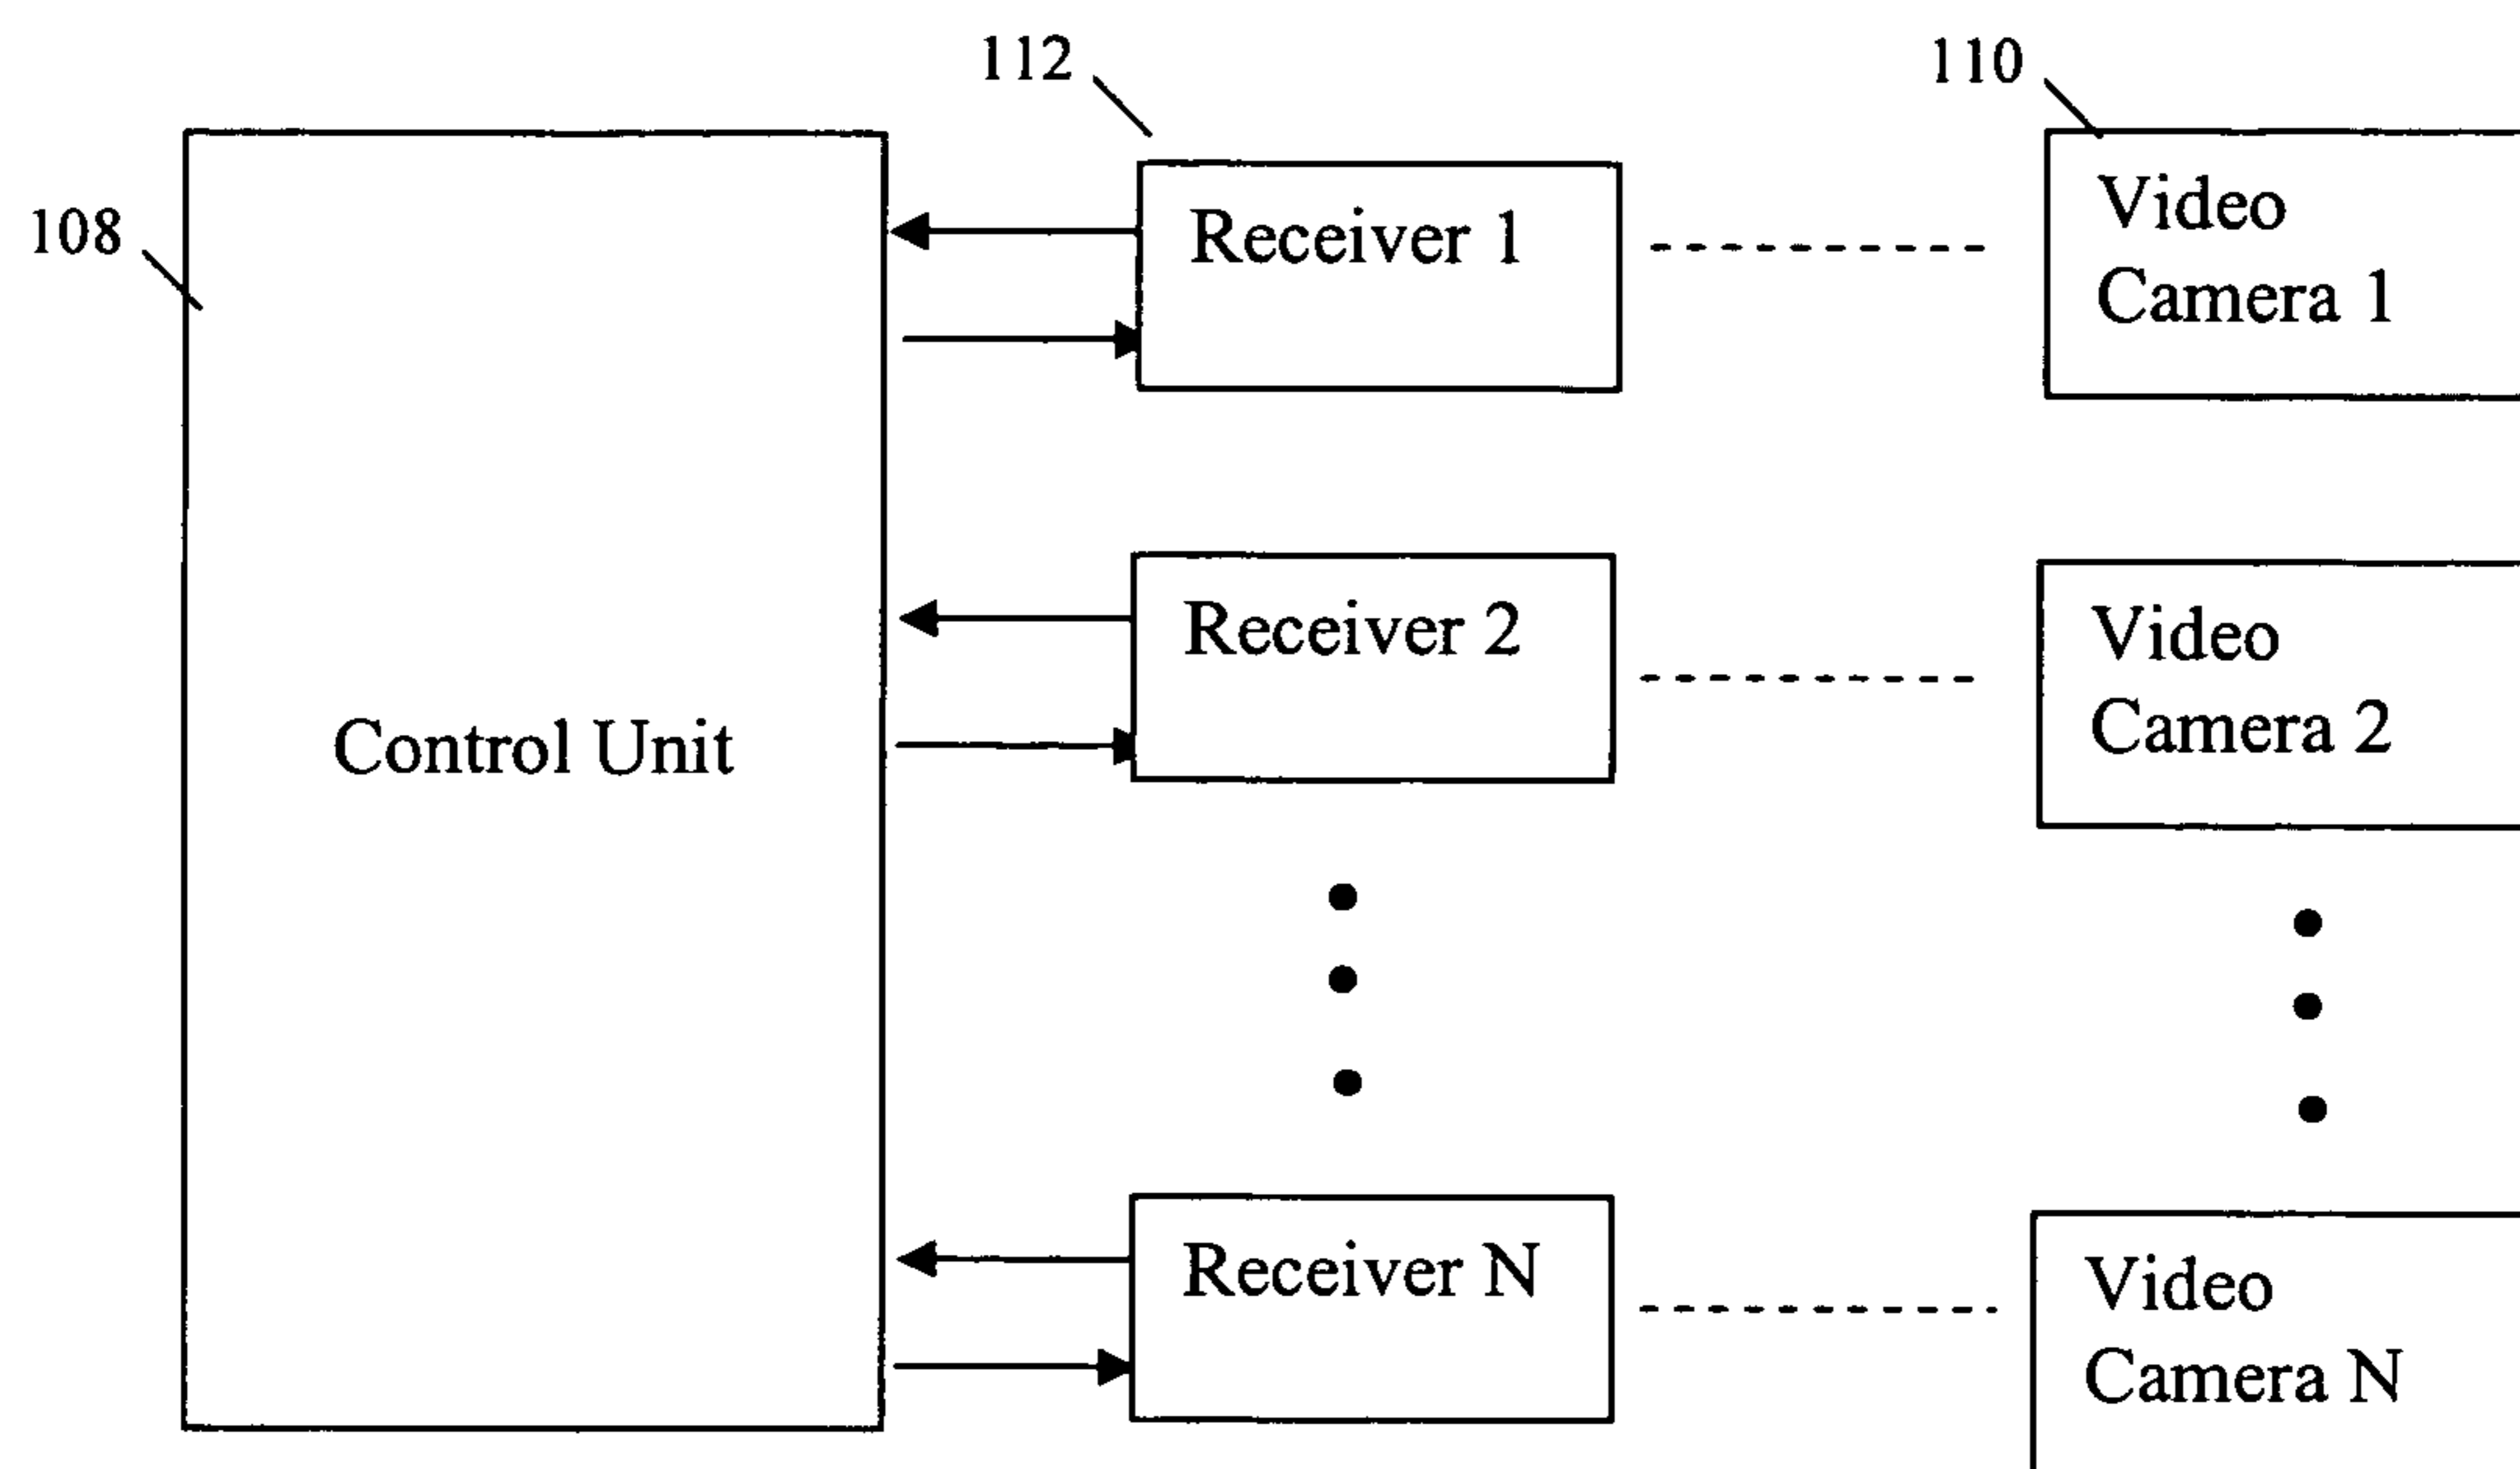 112
110
108
Receiver 1
Video
Camera 1
Receiver 2
Video
Camera 2
Control Unit
Receiver N
Video
Camera N